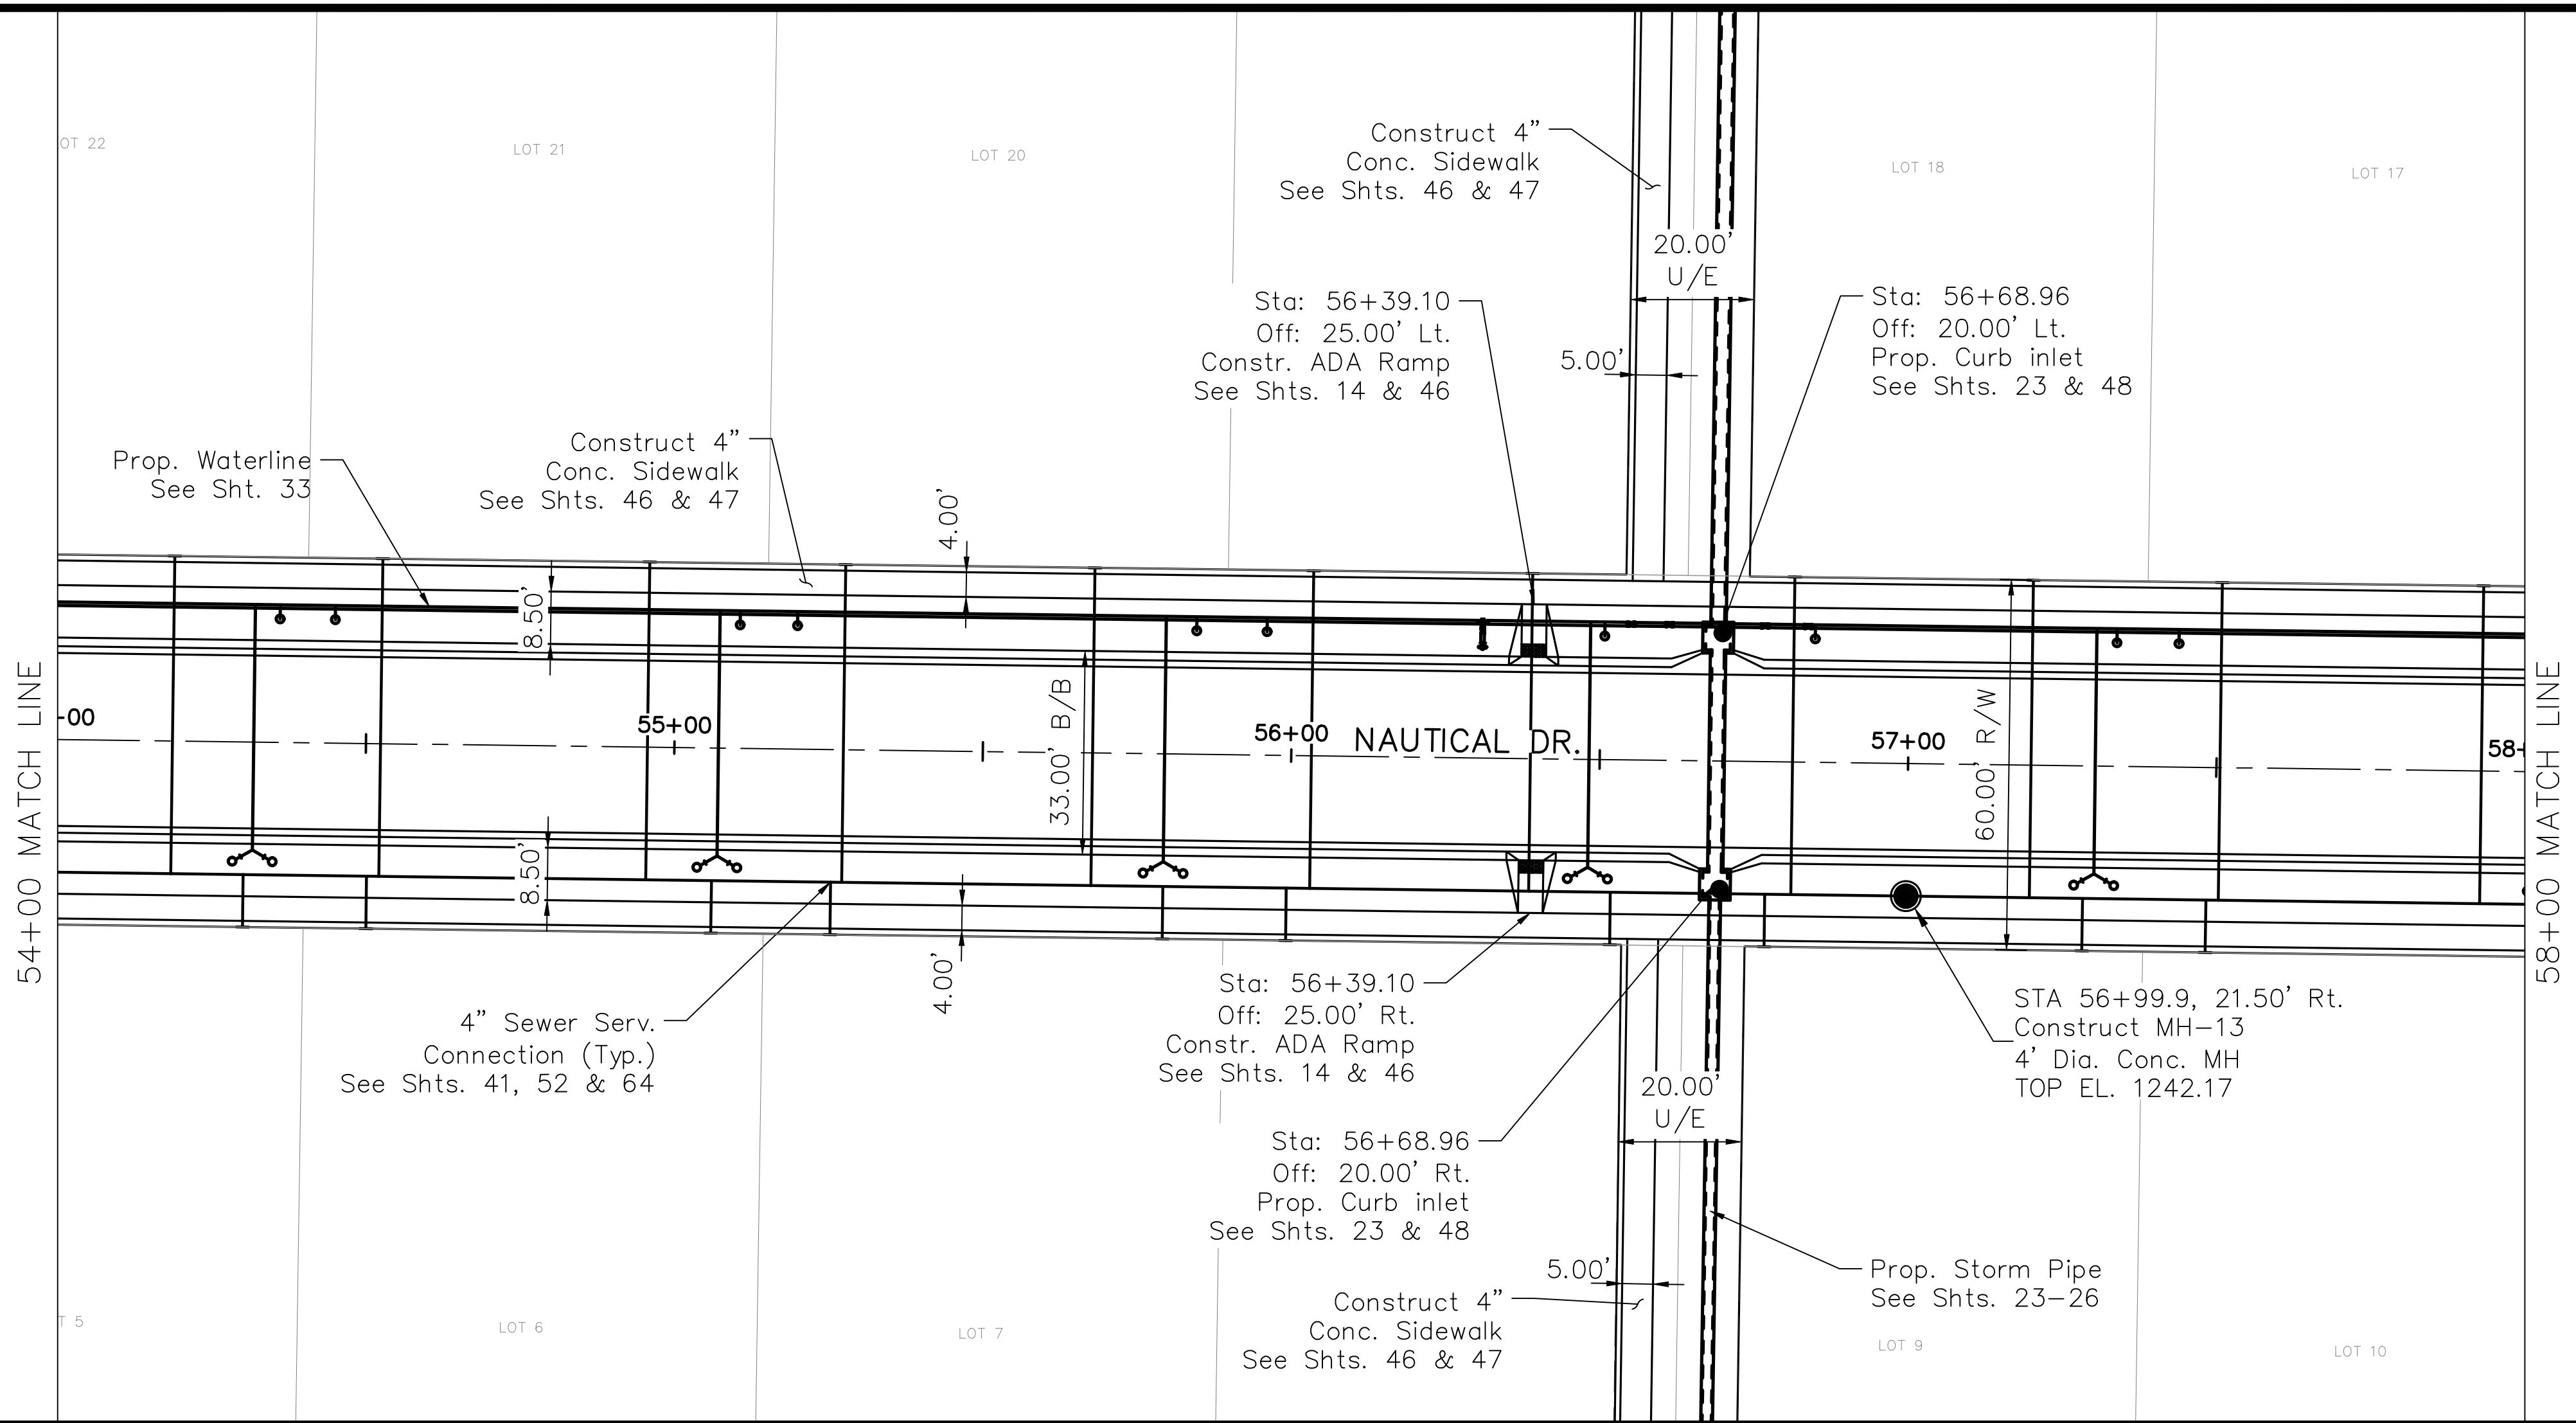 OT 22
LOT 21
LOT 20
LOT 18
LOT 17
Construct 4"
Conc. Sidewalk
See Shts. 46 & 47
20.00'
U/E
5.00'
Sta: 56+39.10
Off: 25.00' Lt.
Constr. ADA Ramp
See Shts. 14 & 46
Sta: 56+68.96
Off: 20.00' Lt.
Prop. Curb inlet
See Shts. 23 & 48
Prop. Waterline
See Sht. 33
Construct 4"
Conc. Sidewalk
See Shts. 46 & 47
4.00'
8.50'
54+00 MATCH LINE
-00
55+00
33.00' B/B
56+00
NAUTICAL DR.
57+00
60.00' R/W
58+
58+00 MATCH LINE
8.50'
4.00'
4" Sewer Serv.
Connection (Typ.)
See Shts. 41, 52 & 64
Sta: 56+39.10
Off: 25.00' Rt.
Constr. ADA Ramp
See Shts. 14 & 46
STA 56+99.9, 21.50' Rt.
Construct MH-13
4' Dia. Conc. MH
TOP EL. 1242.17
20.00'
U/E
Sta: 56+68.96
Off: 20.00' Rt.
Prop. Curb inlet
See Shts. 23 & 48
5.00'
Construct 4"
Conc. Sidewalk
See Shts. 46 & 47
Prop. Storm Pipe
See Shts. 23-26
T 5
LOT 6
LOT 7
LOT 9
LOT 10